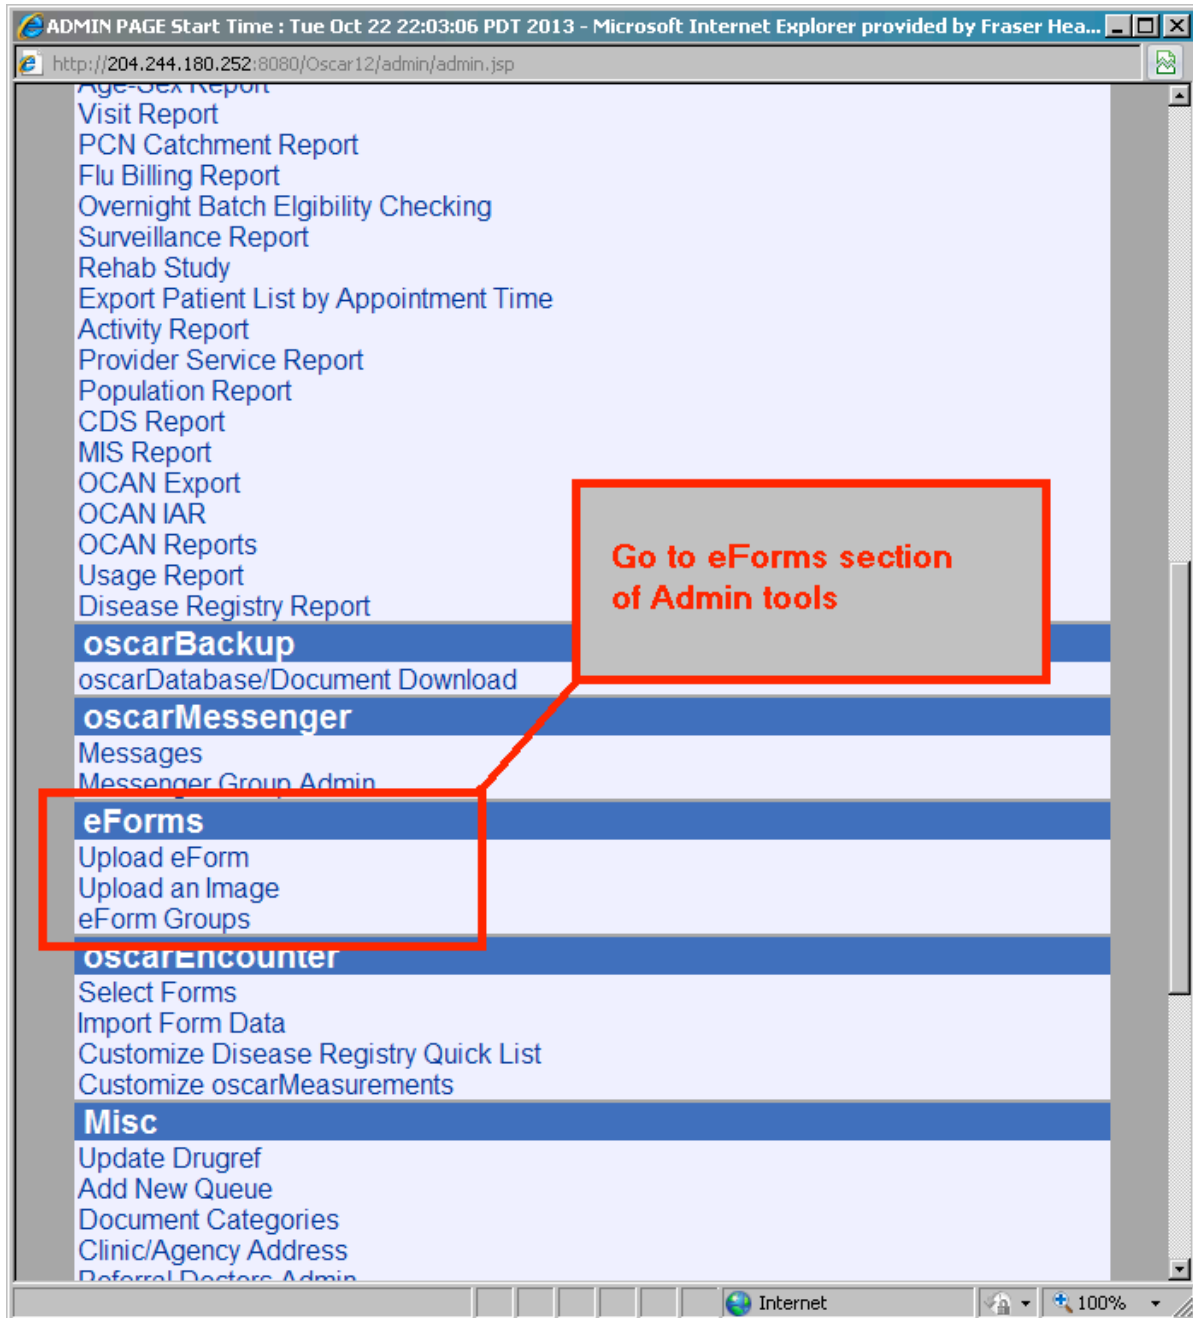 ADMIN PAGE Start Time : Tue Oct 22 22:03:06 PDT 2013 - Microsoft Internet Explorer provided by Fraser Hea...
http://204.244.180.252:8080/Oscar12/admin/admin.jsp
Age-Sex Report
Visit Report
PCN Catchment Report
Flu Billing Report
Overnight Batch Elgibility Checking
Surveillance Report
Rehab Study
Export Patient List by Appointment Time
Activity Report
Provider Service Report
Population Report
CDS Report
MIS Report
OCAN Export
OCAN IAR
OCAN Reports
Usage Report
Disease Registry Report
Go to eForms section
of Admin tools
oscarBackup
oscarDatabase/Document Download
oscarMessenger
Messages
Messenger Group Admin
eForms
Upload eForm
Upload an Image
eForm Groups
oscarEncounter
Select Forms
Import Form Data
Customize Disease Registry Quick List
Customize oscarMeasurements
Misc
Update Drugref
Add New Queue
Document Categories
Clinic/Agency Address
Referral Doctors Admin
Internet
100%